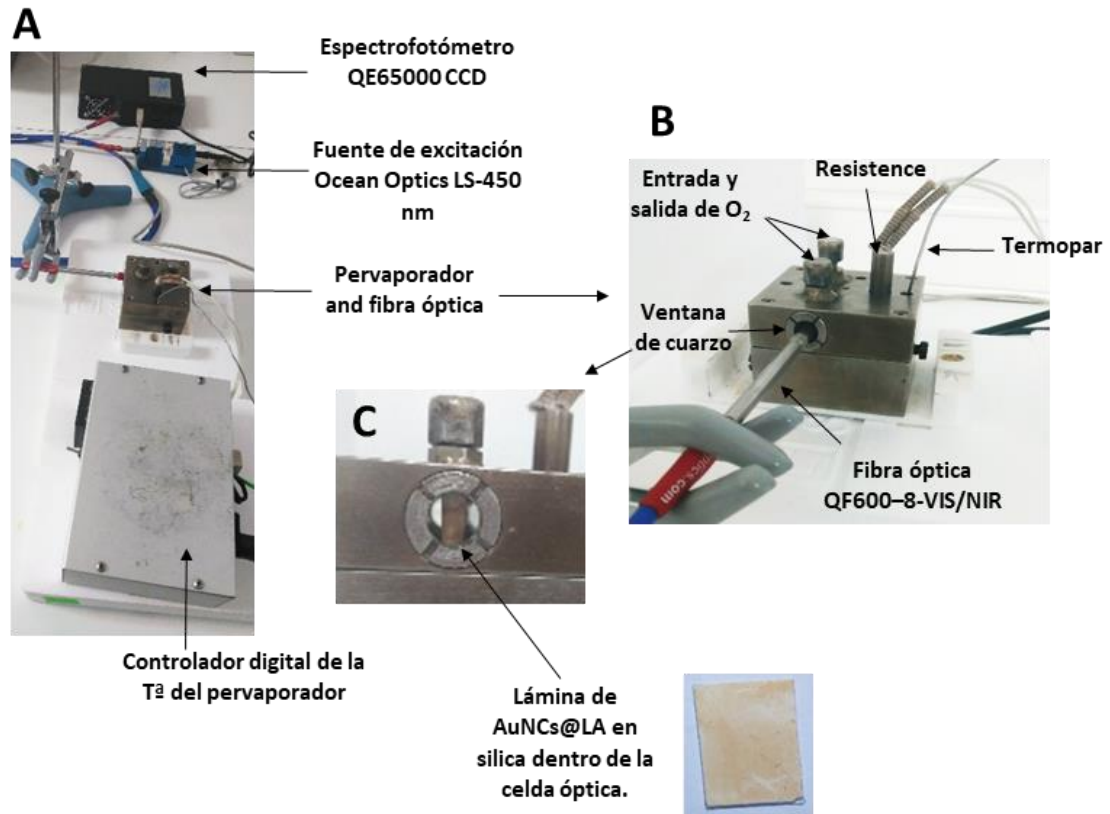 A
Espectrofotómetro
QE65000 CCD
Fuente de excitación
Ocean Optics LS-450
nm
Pervaporador
and fibra óptica
Controlador digital de la
Tª del pervaporador
B
Entrada y
salida de O₂
Resistence
Termopar
Ventana
de cuarzo
Fibra óptica
QF600–8-VIS/NIR
C
Lámina de
AuNCs@LA en
silica dentro de la
celda óptica.